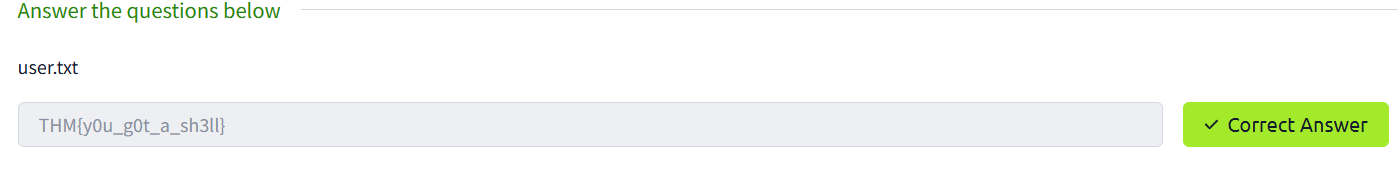 Answer the questions below
user.txt
THM{y0u_g0t_a_sh3ll}
Correct Answer